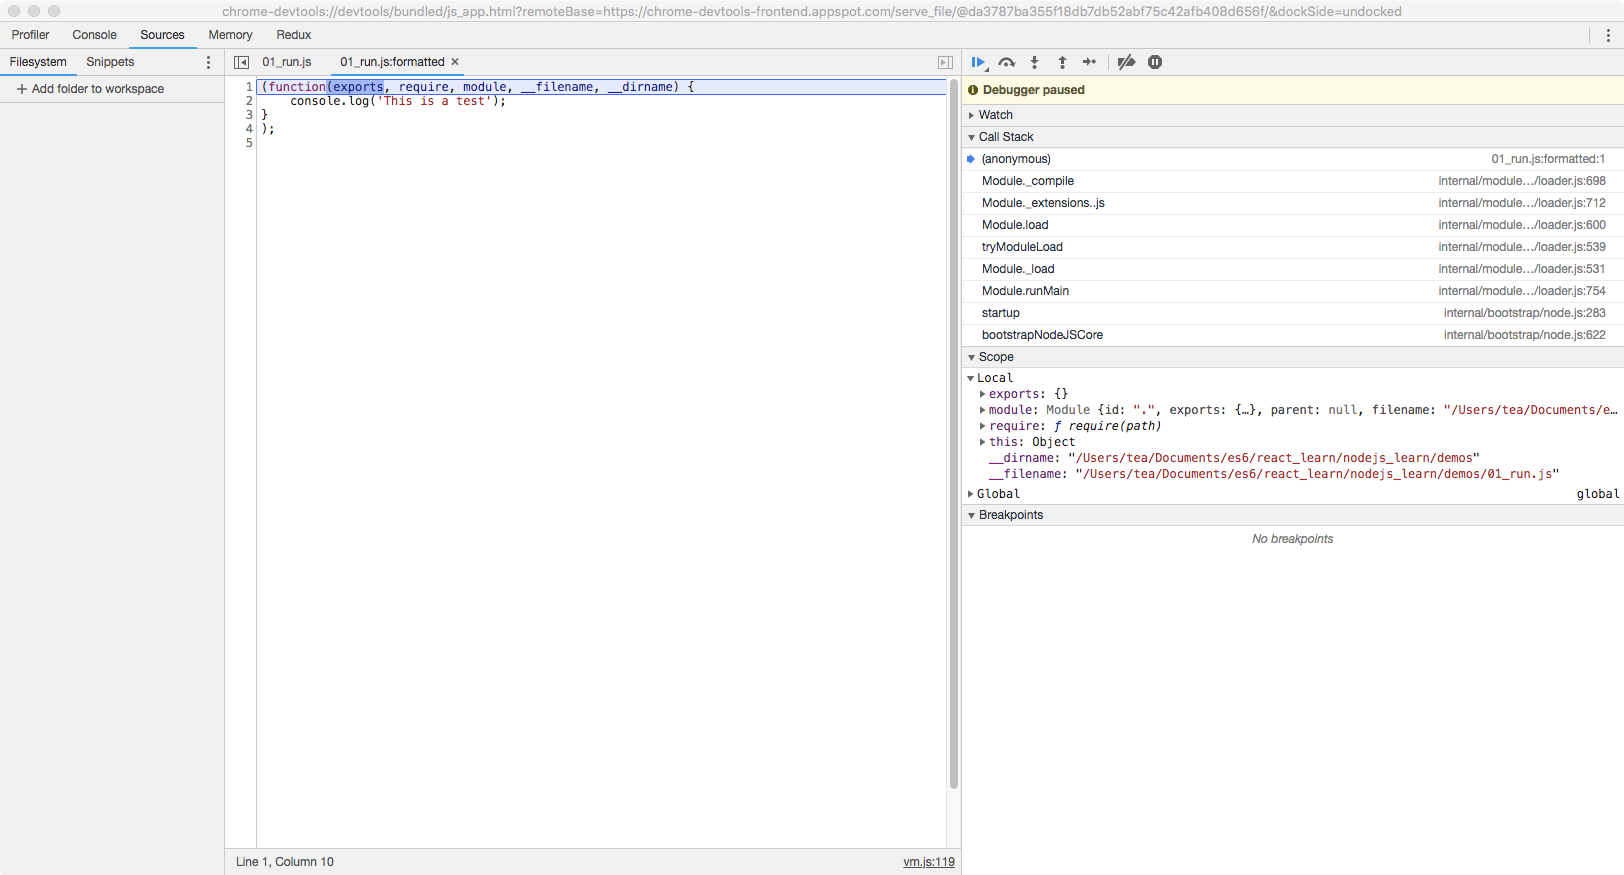 chrome-devtools://devtools/bundled/js_app.html?remoteBase=https://chrome-devtools-frontend.appspot.com/serve_file/@da3787ba355f18db7db52abf75c42afb408d656f/&dockSide=undocked
Profiler Console Sources Memory Redux
Filesystem Snippets
Add folder to workspace
01_run.js 01_run.js:formatted
1 (function(exports, require, module, __filename, __dirname) {
2 console.log('This is a test');
3 }
4 );
5
Line 1, Column 10 vm.js:119
Debugger paused
Watch
Call Stack
(anonymous) 01_run.js:formatted:1
Module._compile internal/module…/loader.js:698
Module._extensions..js internal/module…/loader.js:712
Module.load internal/module…/loader.js:600
tryModuleLoad internal/module…/loader.js:539
Module._load internal/module…/loader.js:531
Module.runMain internal/module…/loader.js:754
startup internal/bootstrap/node.js:283
bootstrapNodeJSCore internal/bootstrap/node.js:622
Scope
Local
exports: {}
module: Module {id: ".", exports: {…}, parent: null, filename: "/Users/tea/Documents/e…
require: ƒ require(path)
this: Object
__dirname: "/Users/tea/Documents/es6/react_learn/nodejs_learn/demos"
__filename: "/Users/tea/Documents/es6/react_learn/nodejs_learn/demos/01_run.js"
Global global
Breakpoints
No breakpoints